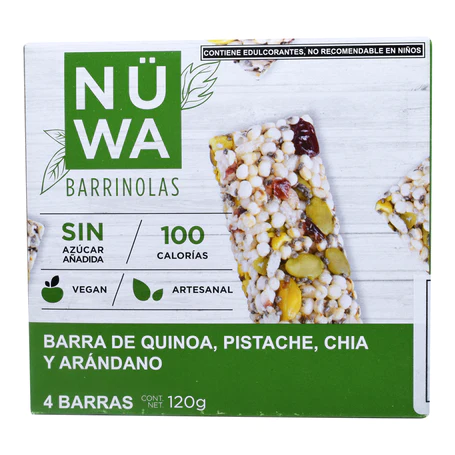 CONTIENE EDULCORANTES, NO RECOMENDABLE EN NIÑOS
NÜ
WA
BARRINOLAS
SIN
AZÚCAR
AÑADIDA
100
CALORÍAS
VEGAN
ARTESANAL
BARRA DE QUINOA, PISTACHE, CHIA
Y ARÁNDANO
4 BARRAS CONT. NET. 120g